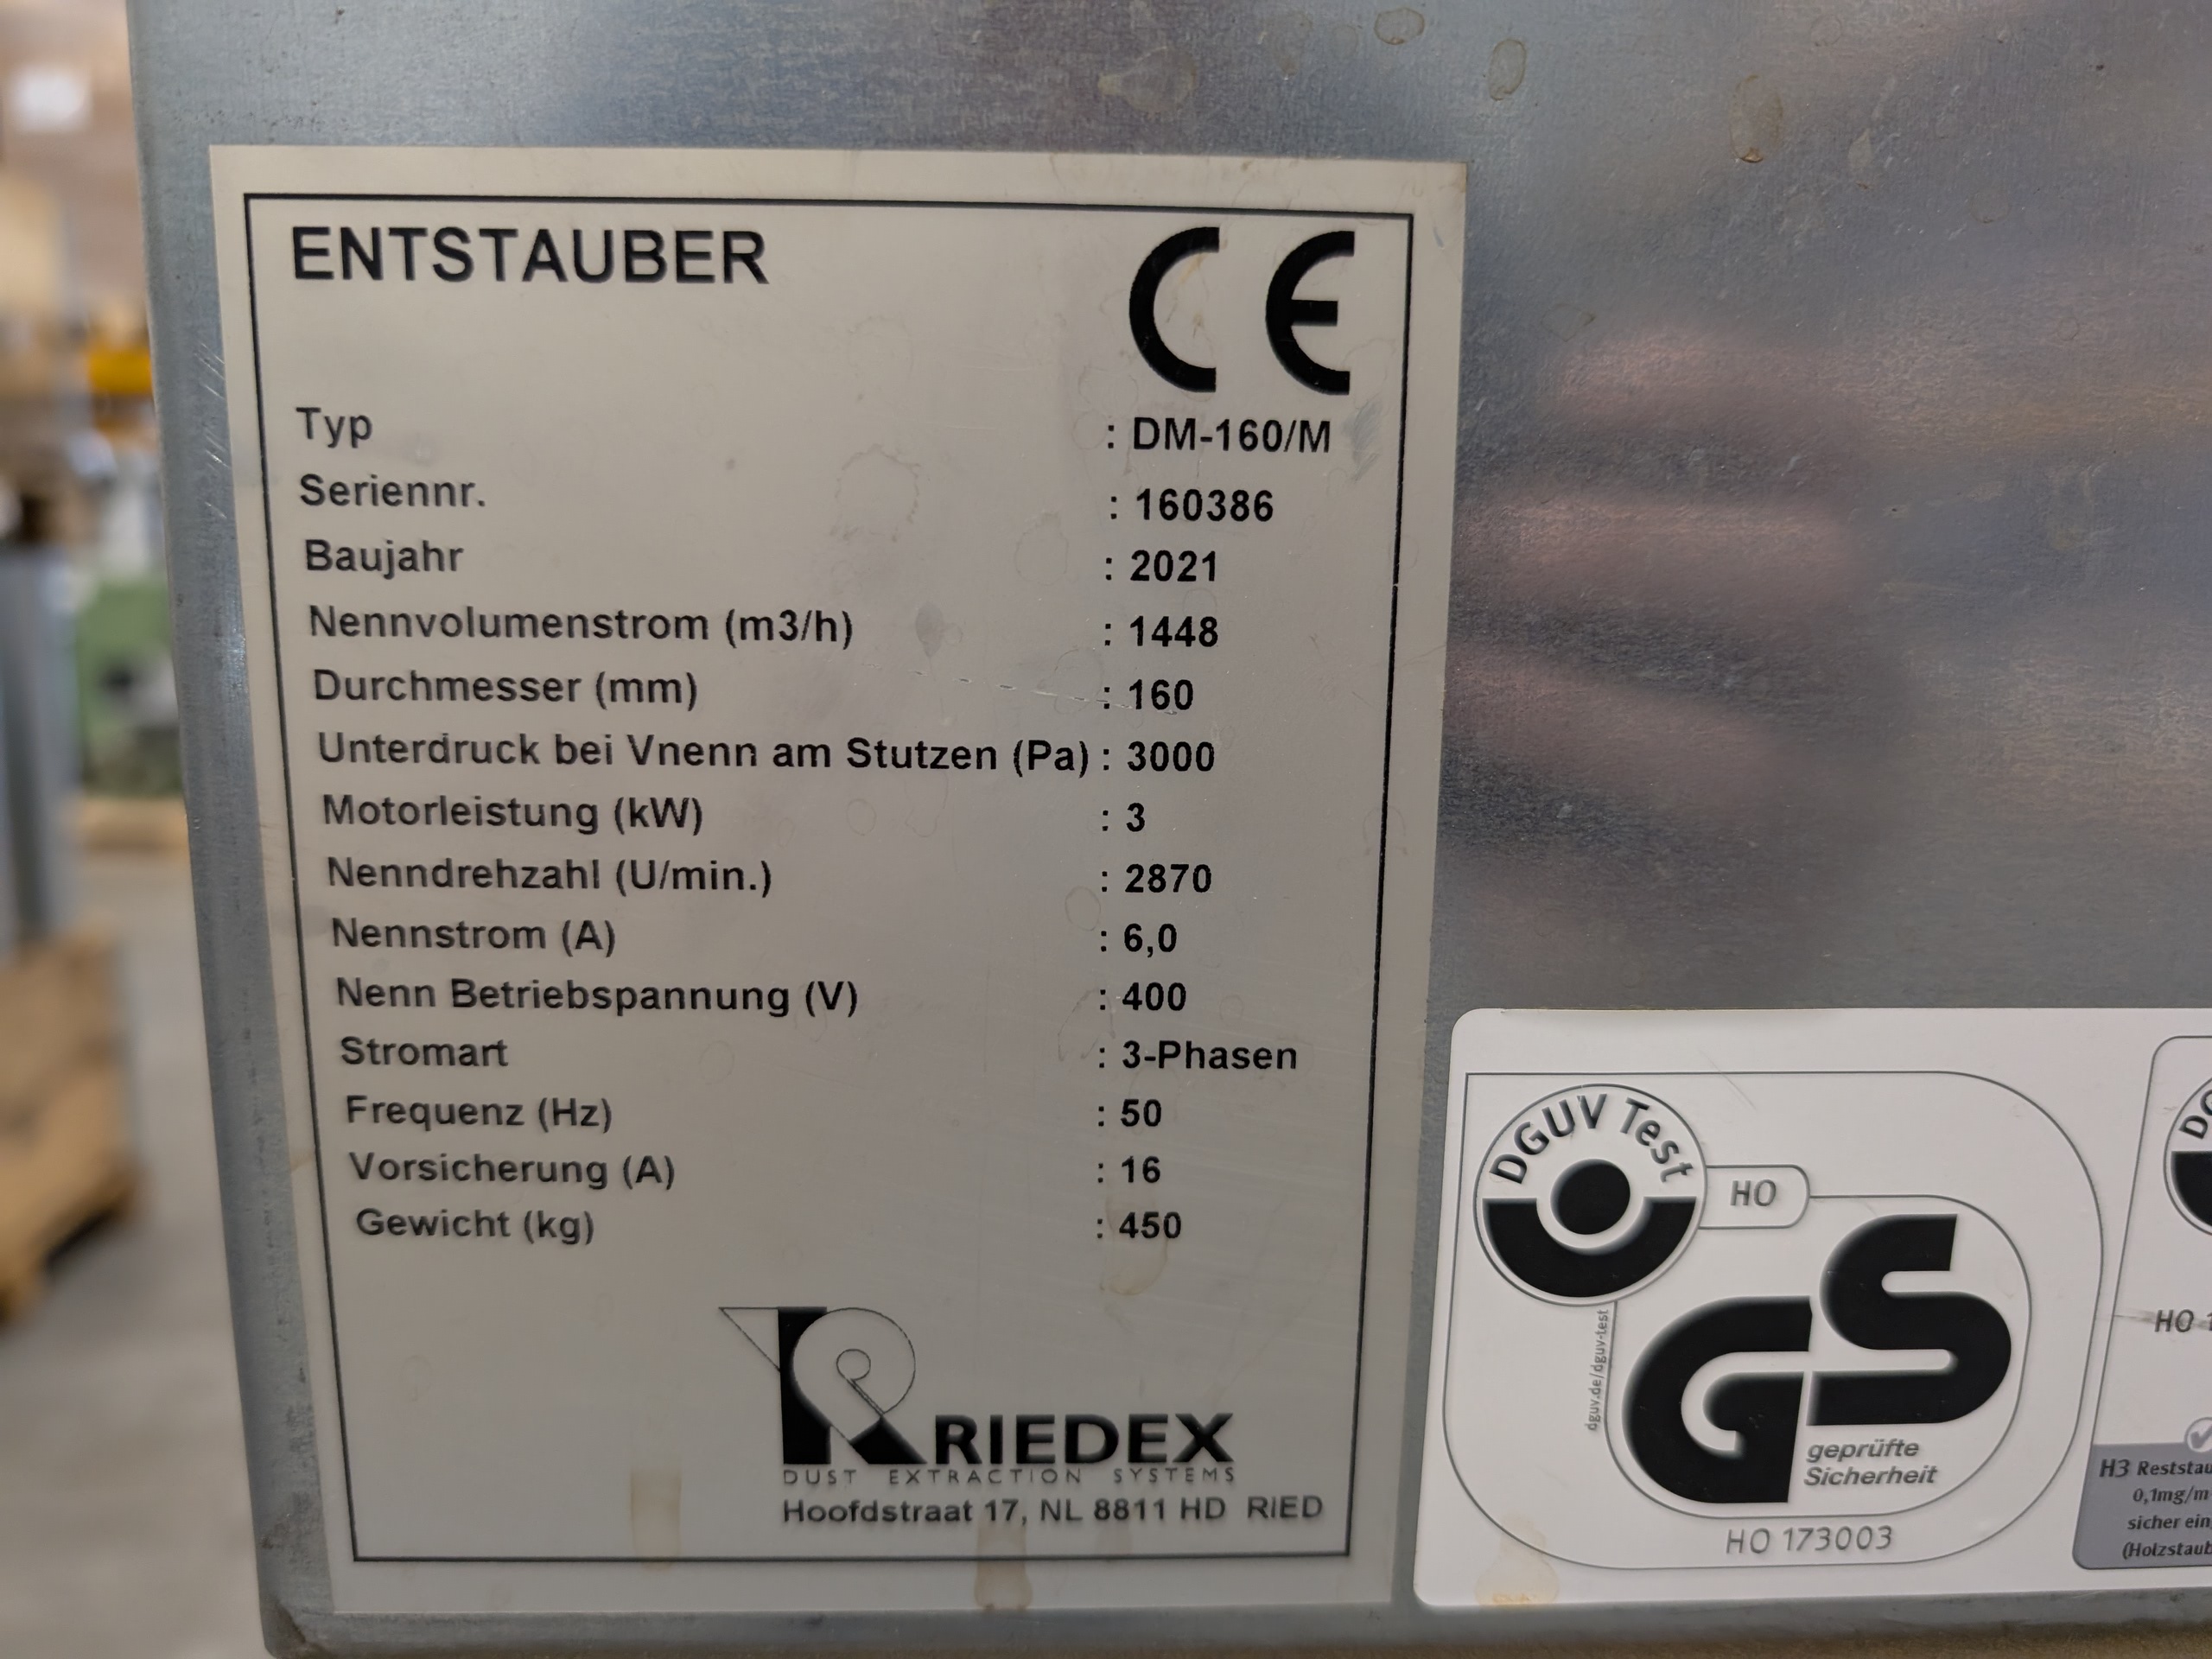 ENTSTAUBER
CE
Typ : DM-160/M
Seriennr. : 160386
Baujahr : 2021
Nennvolumenstrom (m3/h) : 1448
Durchmesser (mm) : 160
Unterdruck bei Vnenn am Stutzen (Pa) : 3000
Motorleistung (kW) : 3
Nenndrehzahl (U/min.) : 2870
Nennstrom (A) : 6,0
Nenn Betriebspannung (V) : 400
Stromart : 3-Phasen
Frequenz (Hz) : 50
Vorsicherung (A) : 16
Gewicht (kg) : 450
RIEDEX
DUST EXTRACTION SYSTEMS
Hoofdstraat 17, NL 8811 HD RIED
DGUV Test
HO
dguv.de/dguv-test
GS
geprüfte
Sicherheit
HO 173003
HO
H3
0,1mg/m
sicher